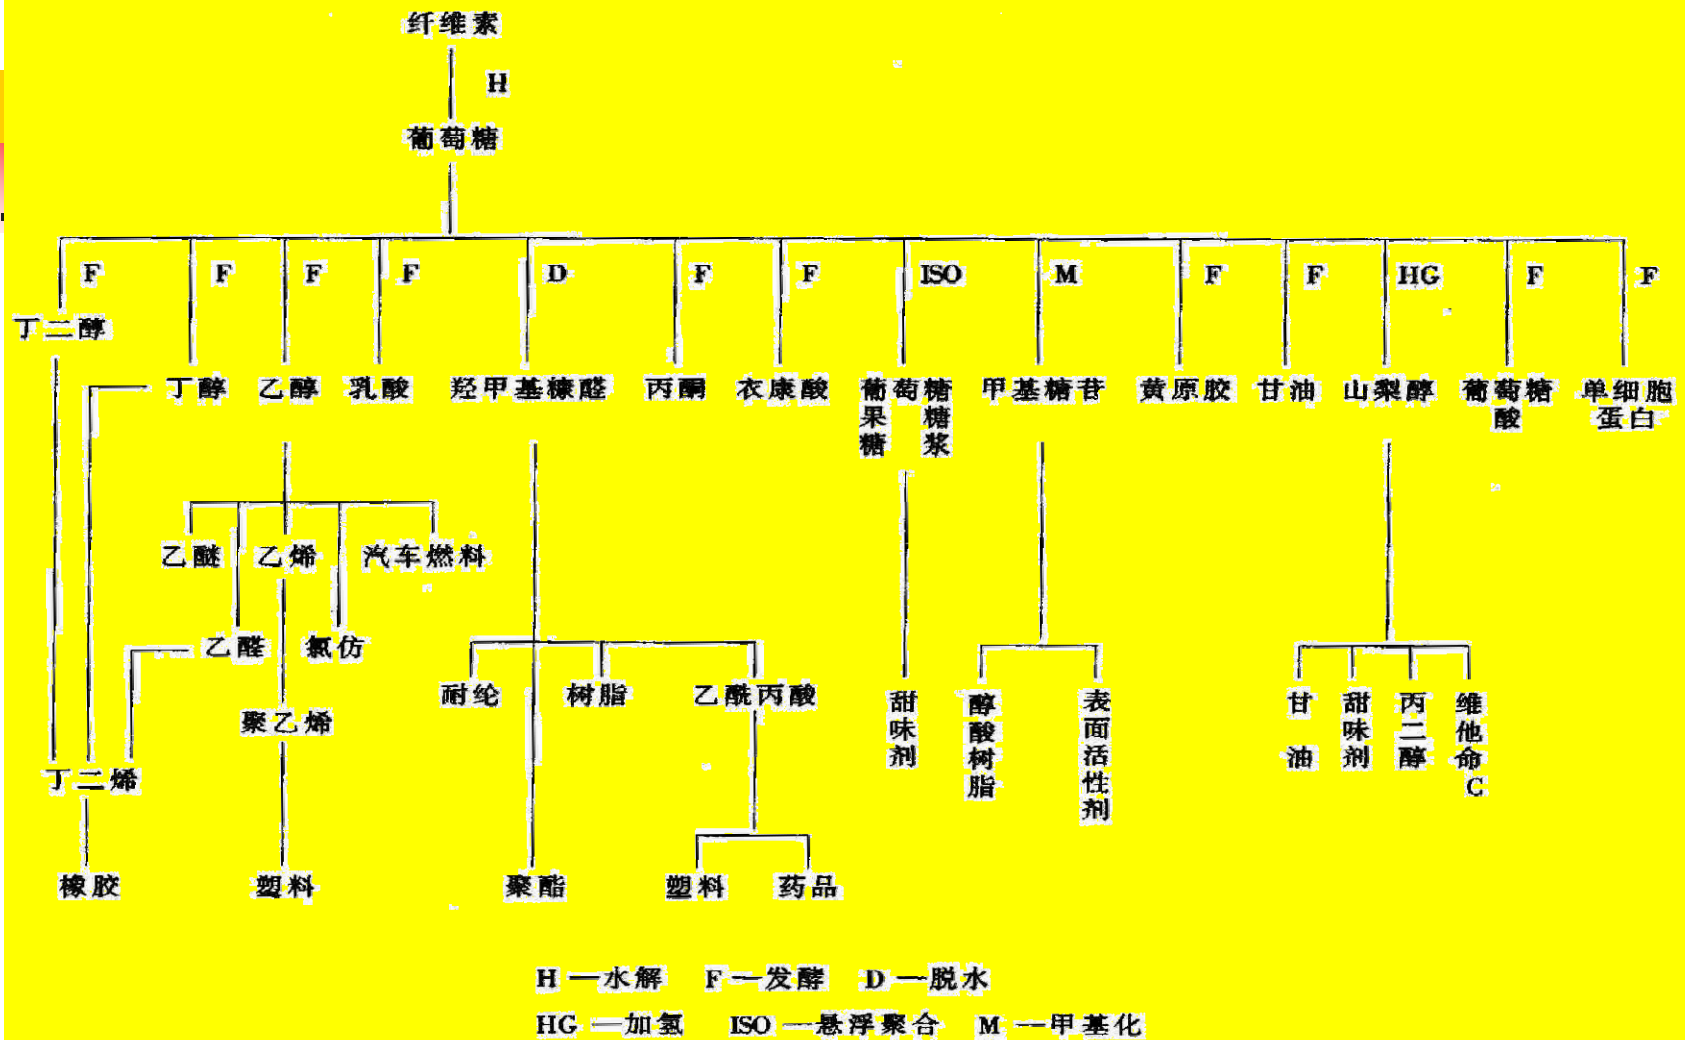 纤维素
H
葡萄糖
F F F F D F F ISO M F F HG F F
丁二醇
丁醇 乙醇 乳酸 羟甲基糠醛 丙酮 衣康酸 葡萄糖果糖糖浆 甲基糖苷 黄原胶 甘油 山梨醇 葡萄糖酸 单细胞蛋白
乙醚 乙烯 汽车燃料
乙醛 氯仿
耐纶 树脂 乙酰丙酸 甜味剂 醇酸树脂 表面活性剂 甘油 甜味剂 丙二醇 维他命C
聚乙烯
丁二烯
橡胶 塑料 聚酯 塑料 药品
H—水解 F—发酵 D—脱水
HG—加氢 ISO—悬浮聚合 M—甲基化